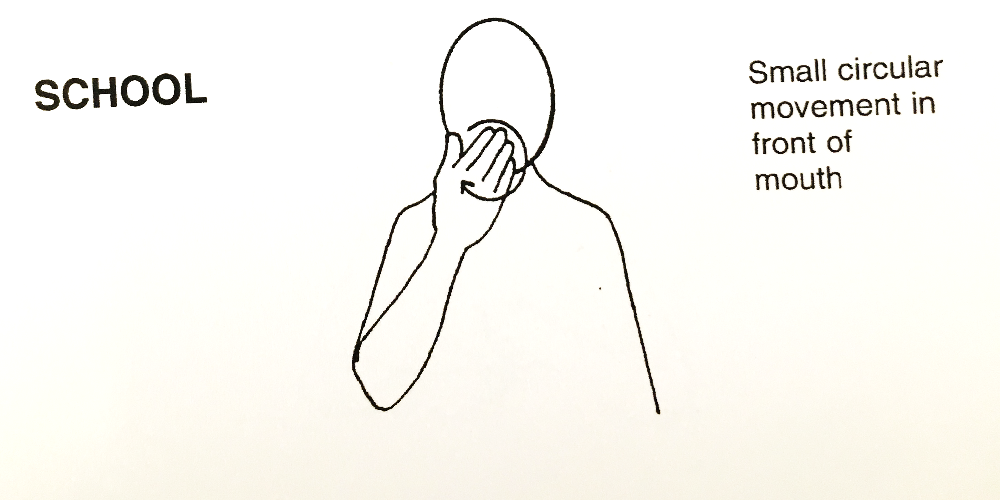 SCHOOL
Small circular
movement in
front of
mouth